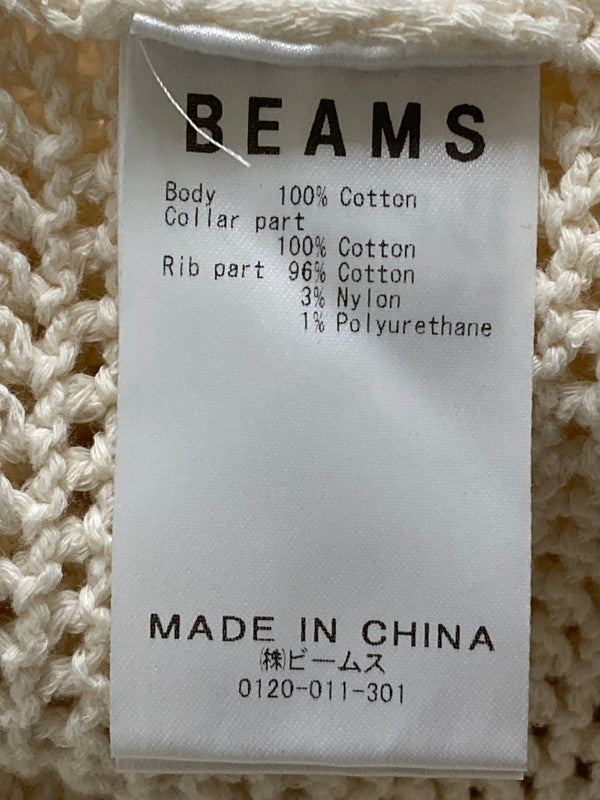 BEAMS
Body 100% Cotton
Collar part
100% Cotton
Rib part 96% Cotton
3% Nylon
1% Polyurethane
MADE IN CHINA
㈱ビームス
0120-011-301